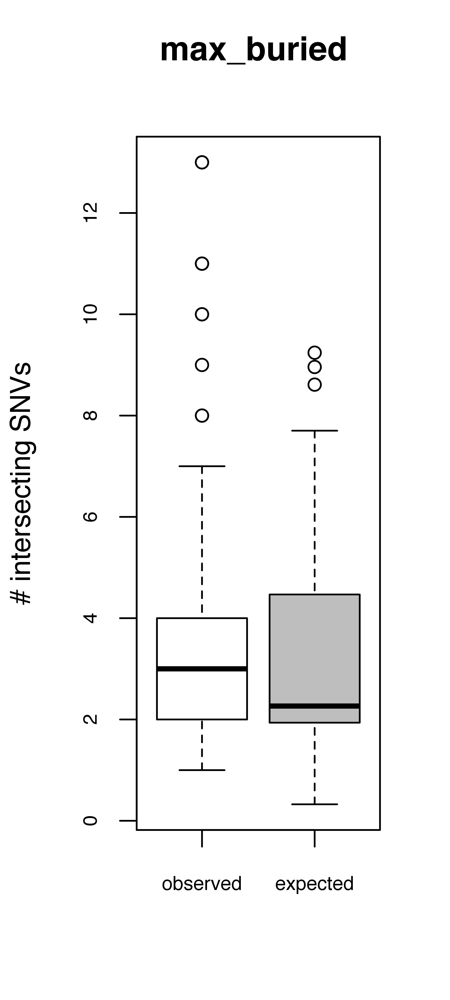 max_buried
# intersecting SNVs
12
10
8
6
4
2
0
observed expected